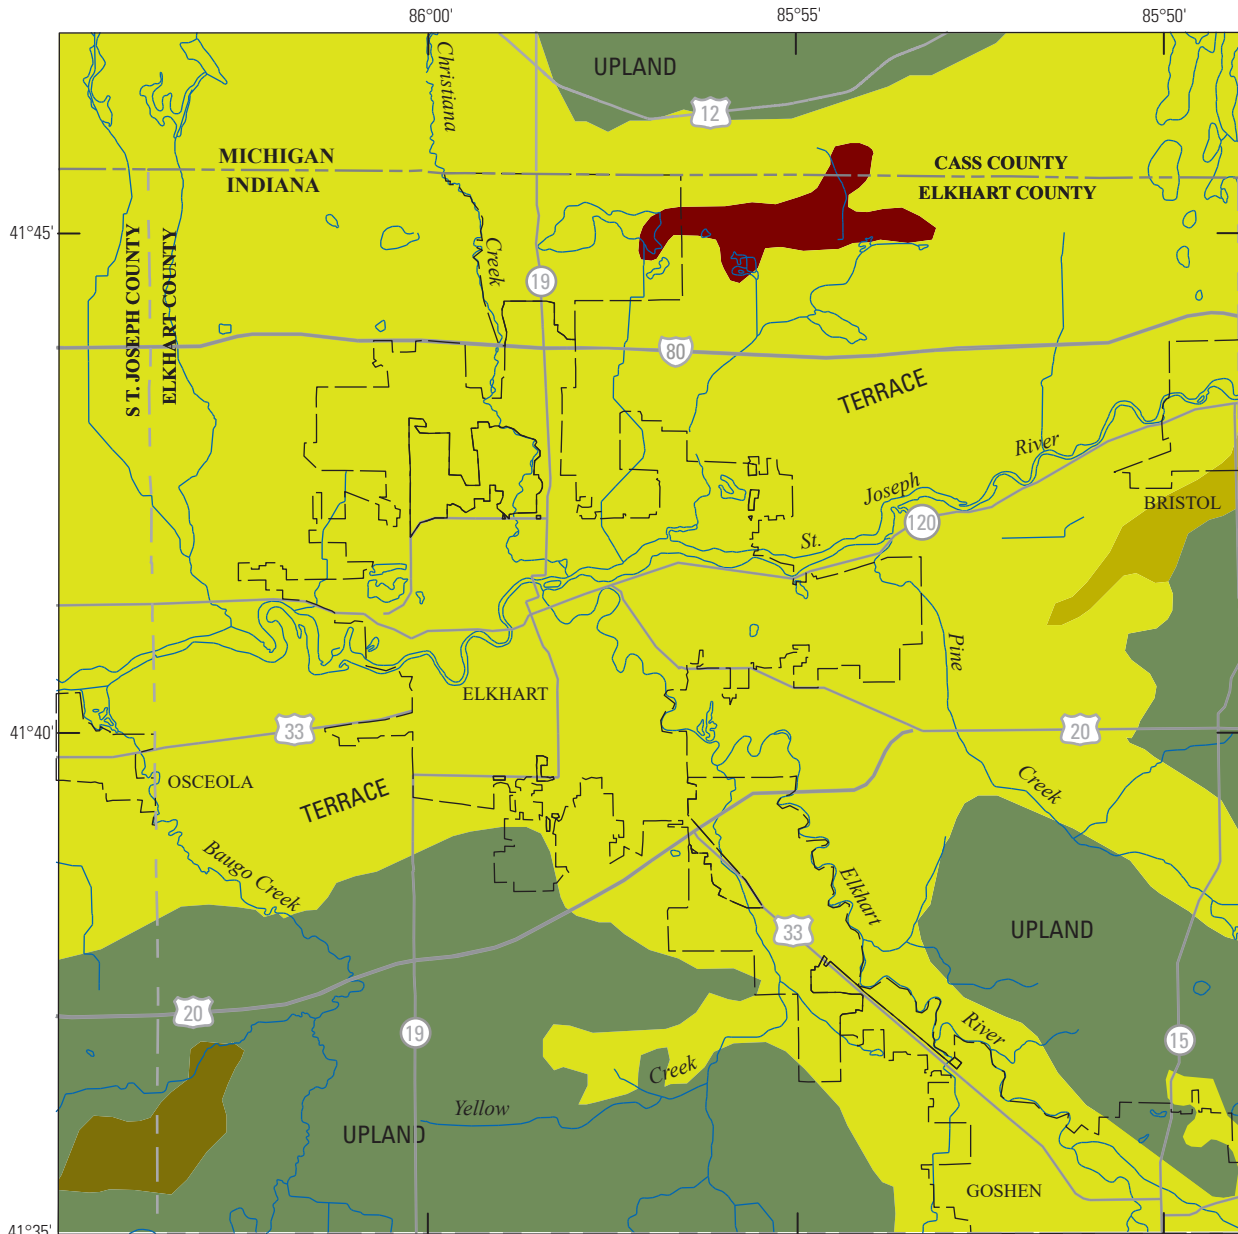 86°00'
85°55'
85°50'
UPLAND
Christiana
12
MICHIGAN
INDIANA
CASS COUNTY
ELKHART COUNTY
41°45'
S T. JOSEPH COUNTY
ELKHART COUNTY
Creek
19
80
TERRACE
River
Joseph
St.
120
BRISTOL
Pine
ELKHART
41°40'
33
20
OSCEOLA
TERRACE
Creek
Baugo Creek
Elkhart
33
UPLAND
20
19
River
15
Creek
Yellow
UPLAND
GOSHEN
41°35'